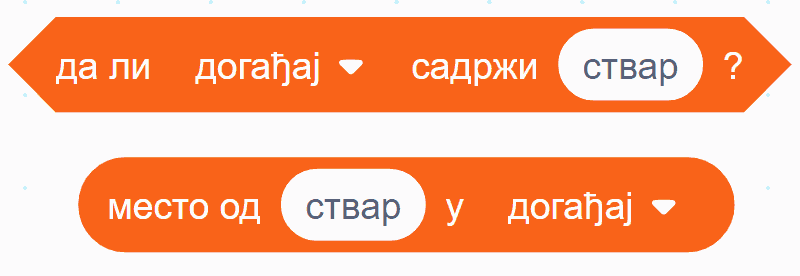 да ли догађај садржи ствар ?
место од ствар у догађај